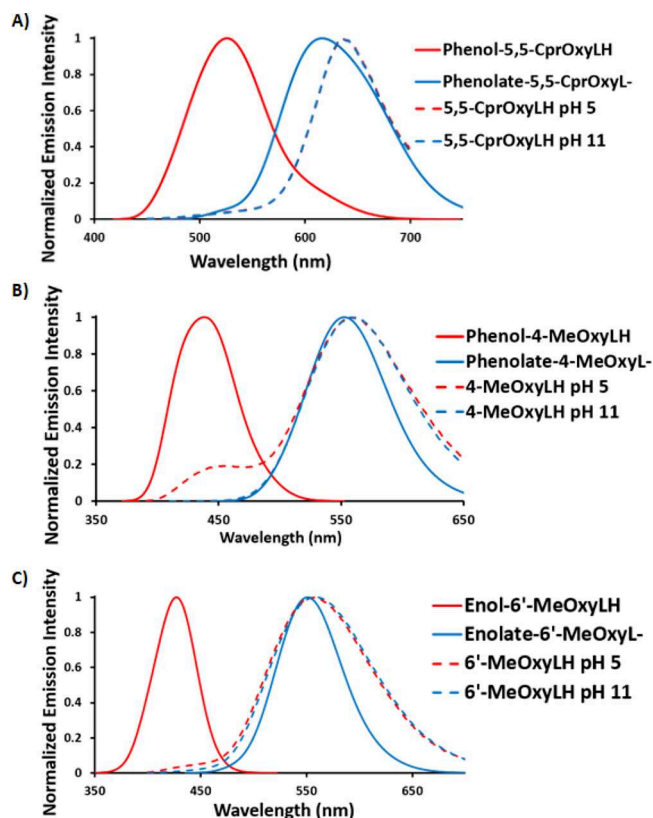 A)
Normalized Emission Intensity
1
0.8
0.6
0.4
0.2
0
400 500 600 700
Wavelength (nm)
Phenol-5,5-CprOxyLH
Phenolate-5,5-CprOxyL-
5,5-CprOxyLH pH 5
5,5-CprOxyLH pH 11
B)
Normalized Emission Intensity
1
0.8
0.6
0.4
0.2
0
350 450 550 650
Wavelength (nm)
Phenol-4-MeOxyLH
Phenolate-4-MeOxyL-
4-MeOxyLH pH 5
4-MeOxyLH pH 11
C)
Normalized Emission Intensity
1
0.8
0.6
0.4
0.2
0
350 450 550 650
Wavelength (nm)
Enol-6'-MeOxyLH
Enolate-6'-MeOxyL-
6'-MeOxyLH pH 5
6'-MeOxyLH pH 11